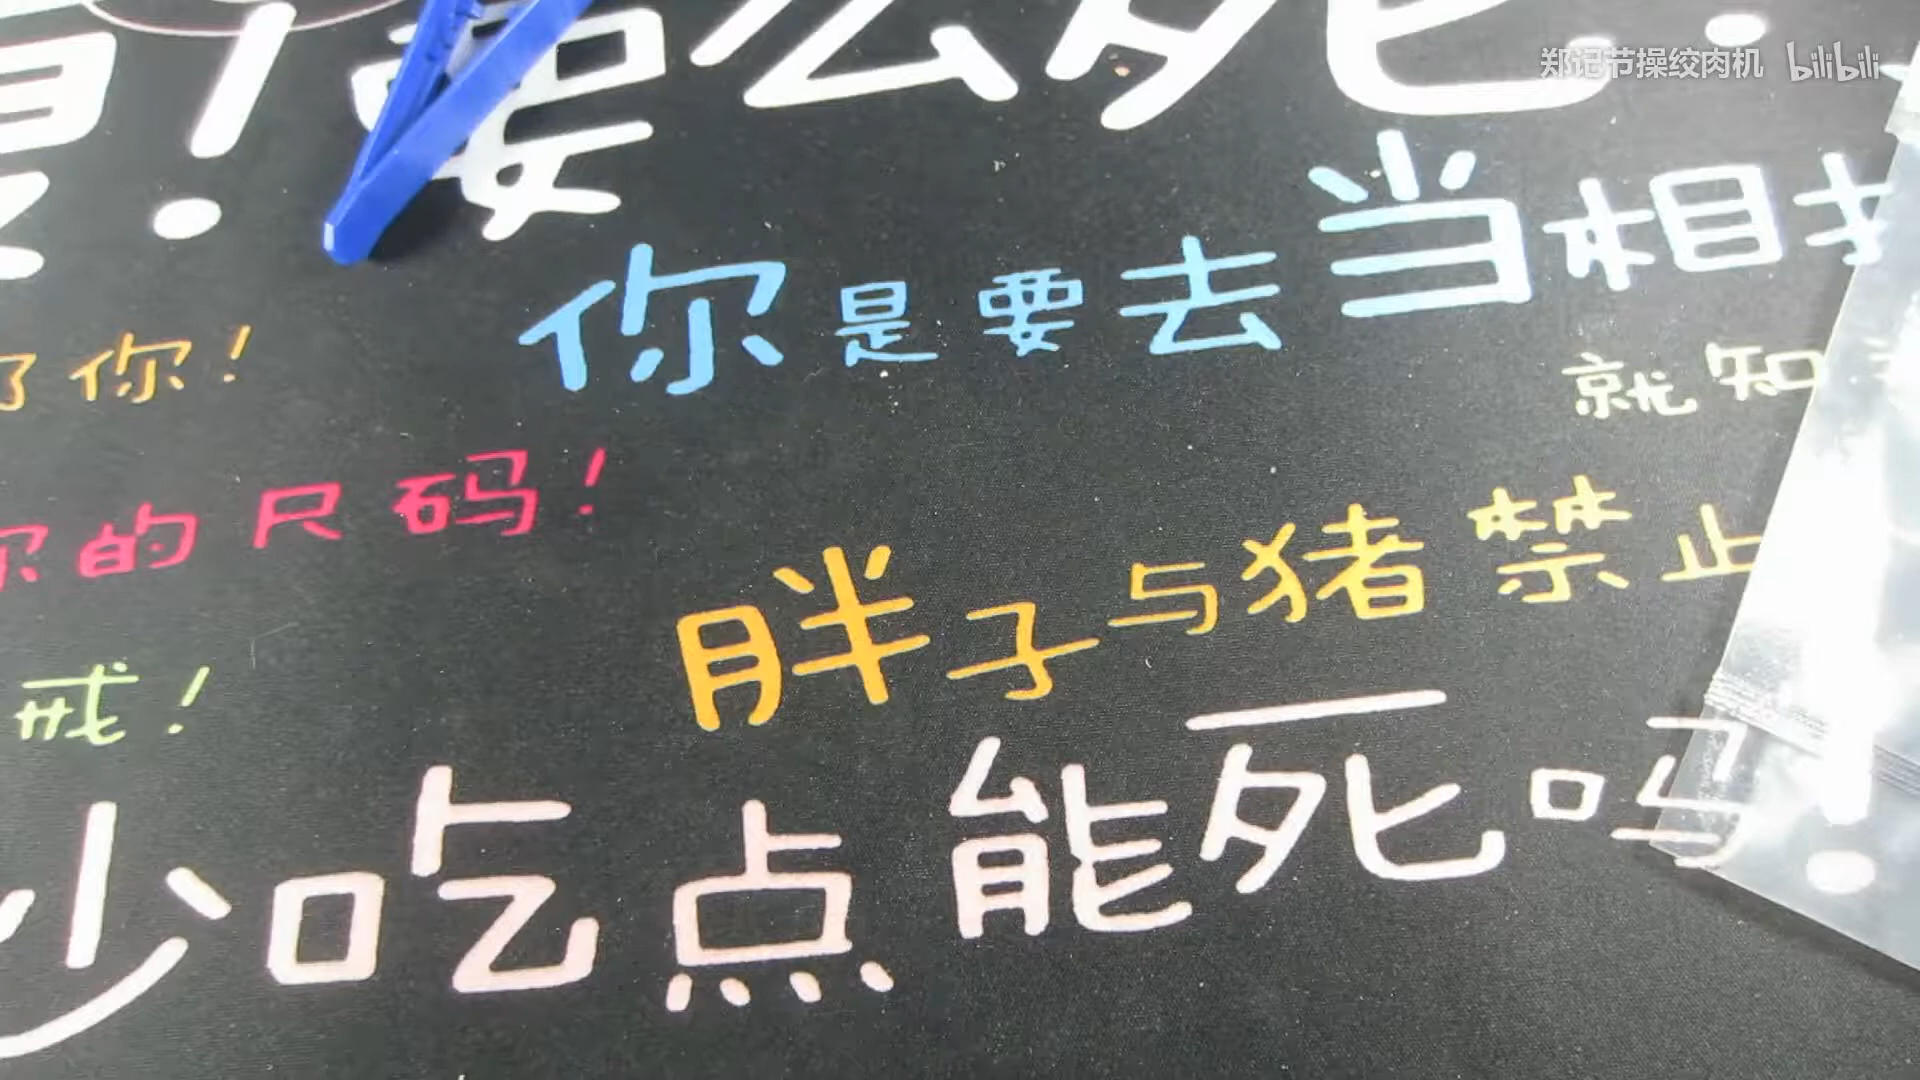 郑记节操绞肉机 bilibili
!要么死!
你是要去当相扑
了你!
就知
你的尺码!
胖子与猪禁止
戒!
少吃点能死吗!